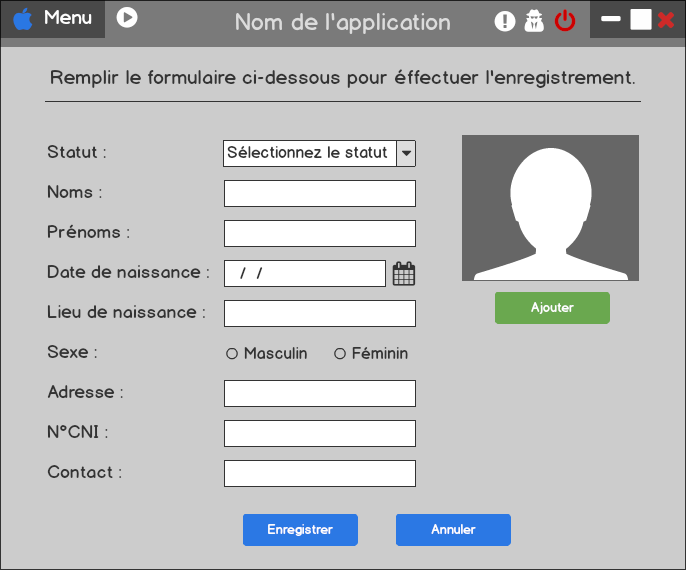 Menu
Nom de l'application
Remplir le formulaire ci-dessous pour éffectuer l'enregistrement.
Statut :
Sélectionnez le statut
Noms :
Prénoms :
Date de naissance :
/ /
Lieu de naissance :
Sexe :
Masculin
Féminin
Adresse :
N°CNI :
Contact :
Ajouter
Enregistrer
Annuler